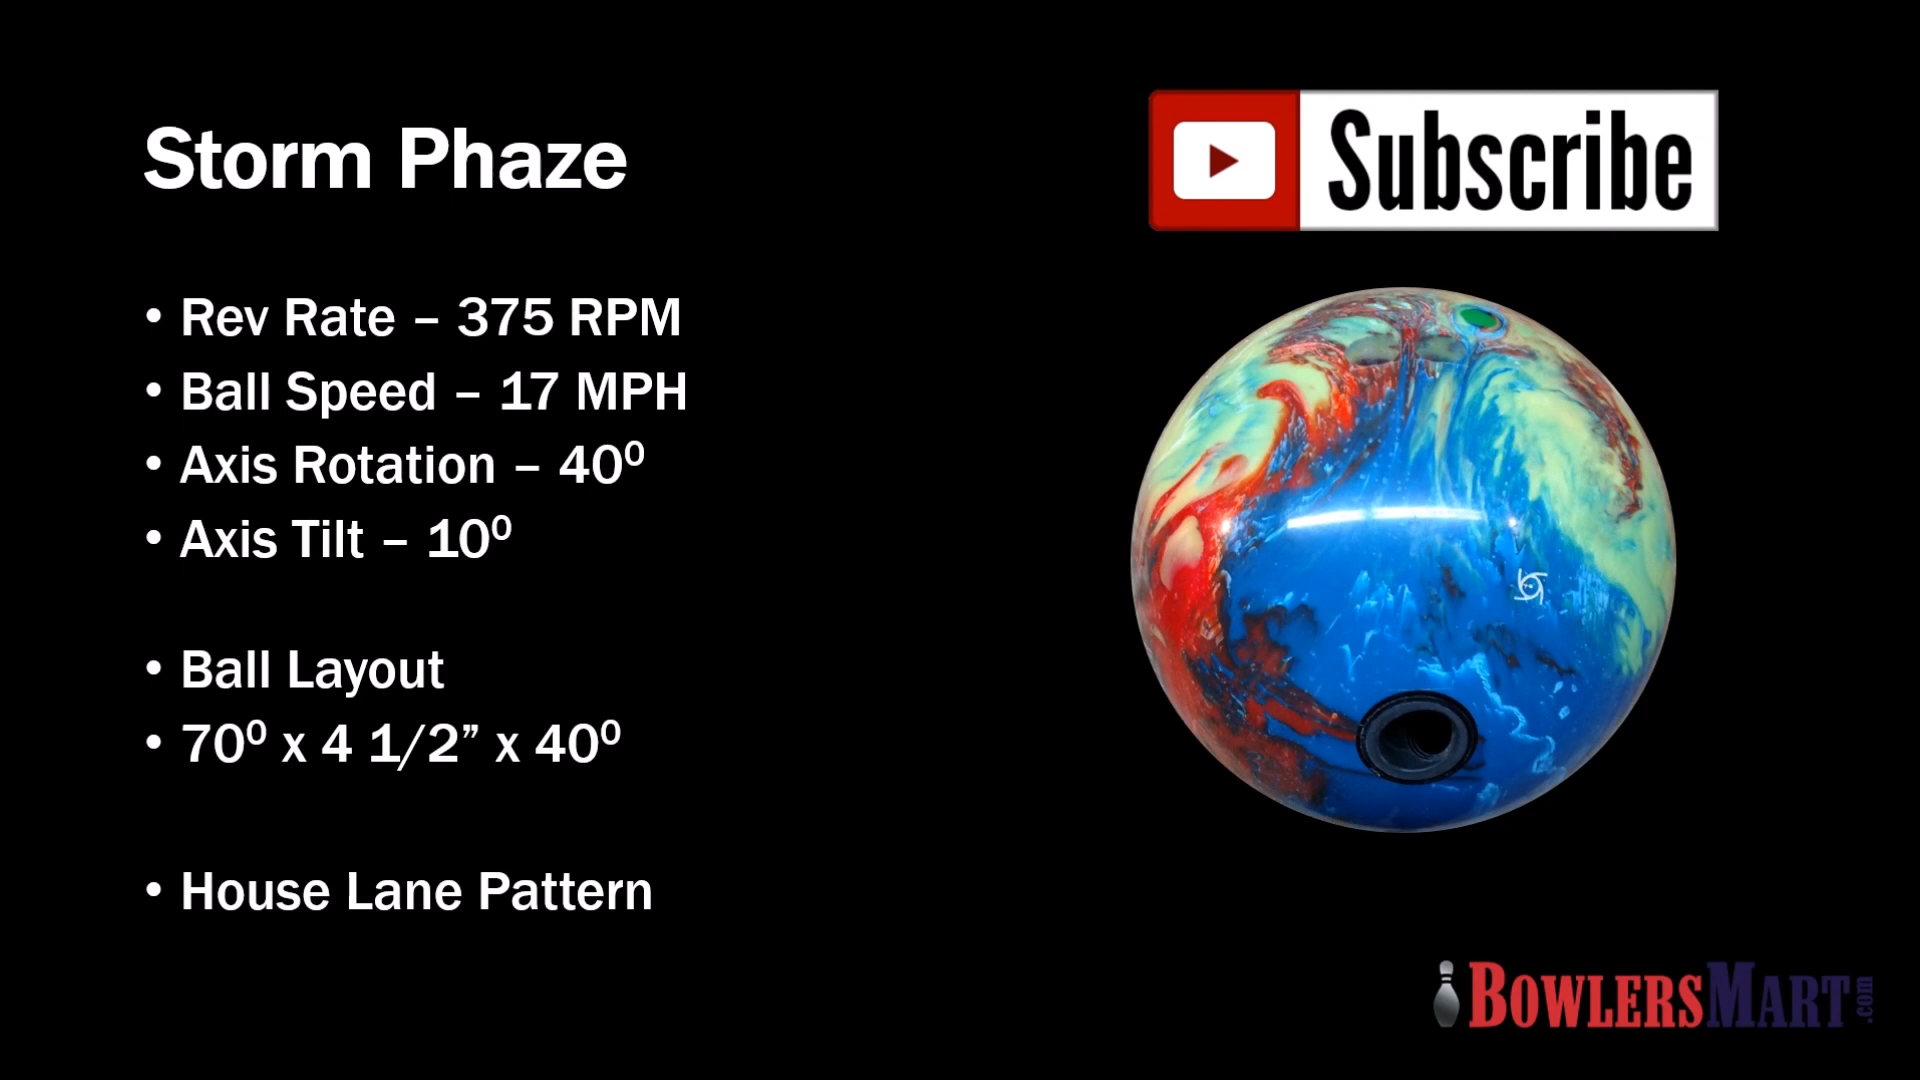 Storm Phaze
Subscribe
• Rev Rate – 375 RPM
• Ball Speed – 17 MPH
• Axis Rotation – 40⁰
• Axis Tilt – 10⁰
• Ball Layout
• 70⁰ x 4 1/2” x 40⁰
• House Lane Pattern
BOWLERSMART.com